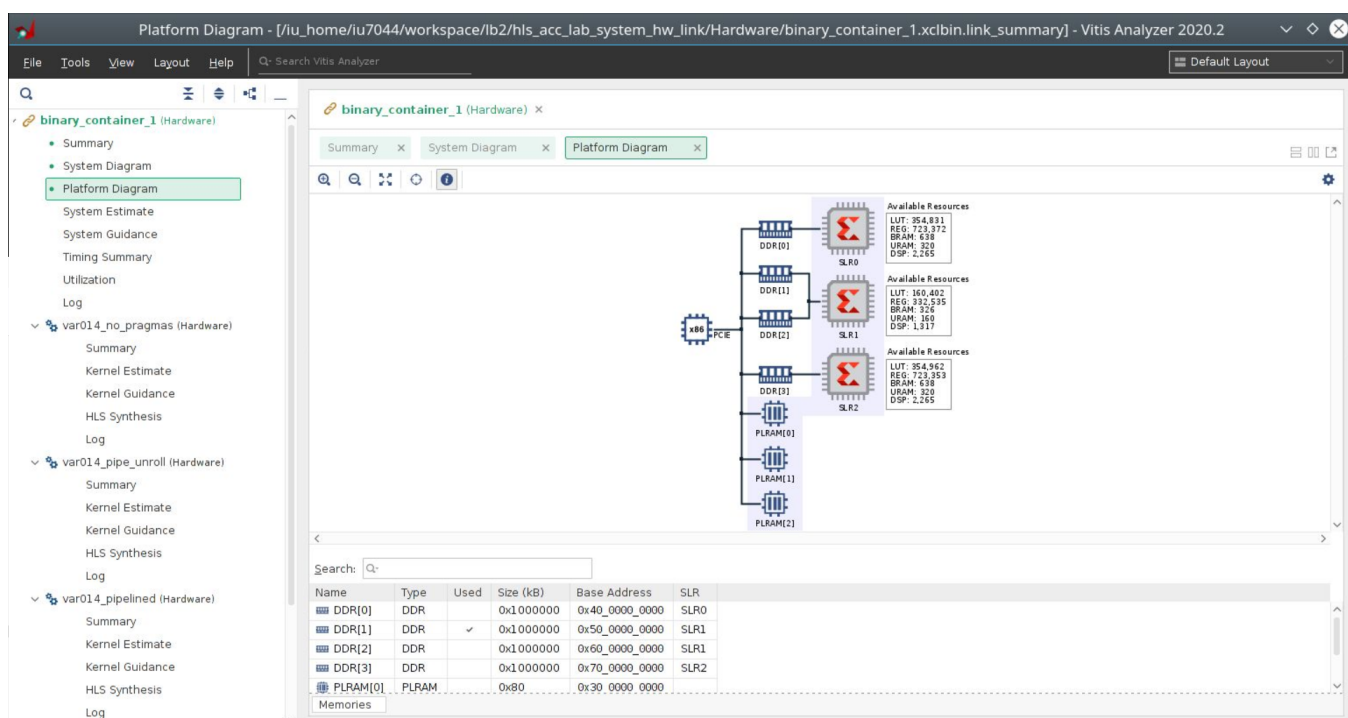 Platform Diagram - [/iu_home/iu7044/workspace/lb2/hls_acc_lab_system_hw_link/Hardware/binary_container_1.xclbin.link_summary] - Vitis Analyzer 2020.2
File Tools View Layout Help Search Vitis Analyzer Default Layout
binary_container_1 (Hardware)
Summary
System Diagram
Platform Diagram
System Estimate
System Guidance
Timing Summary
Utilization
Log
var014_no_pragmas (Hardware)
Summary
Kernel Estimate
Kernel Guidance
HLS Synthesis
Log
var014_pipe_unroll (Hardware)
Summary
Kernel Estimate
Kernel Guidance
HLS Synthesis
Log
var014_pipelined (Hardware)
Summary
Kernel Estimate
Kernel Guidance
HLS Synthesis
Log
binary_container_1 (Hardware)
Summary System Diagram Platform Diagram
x86
PCIE
DDR[0]
DDR[1]
DDR[2]
DDR[3]
PLRAM[0]
PLRAM[1]
PLRAM[2]
SLR0
Available Resources
LUT: 354,831
REG: 723,372
BRAM: 638
URAM: 320
DSP: 2,265
SLR1
Available Resources
LUT: 160,402
REG: 332,535
BRAM: 326
URAM: 160
DSP: 1,317
SLR2
Available Resources
LUT: 354,962
REG: 723,353
BRAM: 638
URAM: 320
DSP: 2,265
Search:
Name Type Used Size (kB) Base Address SLR
DDR[0] DDR 0x1000000 0x40_0000_0000 SLR0
DDR[1] DDR ✓ 0x1000000 0x50_0000_0000 SLR1
DDR[2] DDR 0x1000000 0x60_0000_0000 SLR1
DDR[3] DDR 0x1000000 0x70_0000_0000 SLR2
PLRAM[0] PLRAM 0x80 0x30_0000_0000
Memories